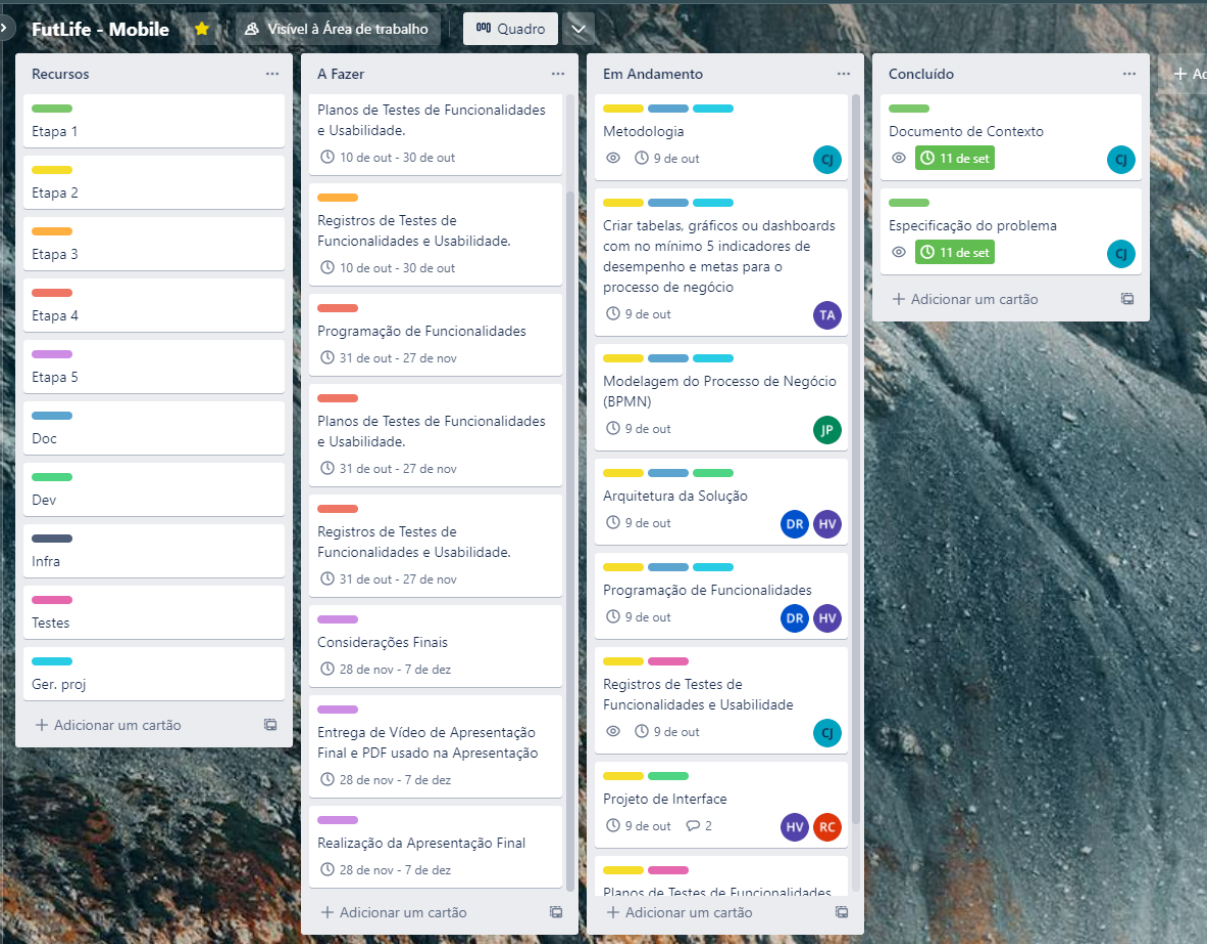 FutLife - Mobile
Visível à Área de trabalho
Quadro
Recursos
Etapa 1
Etapa 2
Etapa 3
Etapa 4
Etapa 5
Doc
Dev
Infra
Testes
Ger. proj
+ Adicionar um cartão
A Fazer
Planos de Testes de Funcionalidades
e Usabilidade.
10 de out - 30 de out
Registros de Testes de
Funcionalidades e Usabilidade.
10 de out - 30 de out
Programação de Funcionalidades
31 de out - 27 de nov
Planos de Testes de Funcionalidades
e Usabilidade.
31 de out - 27 de nov
Registros de Testes de
Funcionalidades e Usabilidade.
31 de out - 27 de nov
Considerações Finais
28 de nov - 7 de dez
Entrega de Vídeo de Apresentação
Final e PDF usado na Apresentação
28 de nov - 7 de dez
Realização da Apresentação Final
28 de nov - 7 de dez
+ Adicionar um cartão
Em Andamento
Metodologia
9 de out
CJ
Criar tabelas, gráficos ou dashboards
com no mínimo 5 indicadores de
desempenho e metas para o
processo de negócio
9 de out
TA
Modelagem do Processo de Negócio
(BPMN)
9 de out
JP
Arquitetura da Solução
9 de out
DR HV
Programação de Funcionalidades
9 de out
DR HV
Registros de Testes de
Funcionalidades e Usabilidade
9 de out
CJ
Projeto de Interface
9 de out 2
HV RC
Planos de Testes de Funcionalidades
+ Adicionar um cartão
Concluído
Documento de Contexto
11 de set
CJ
Especificação do problema
11 de set
CJ
+ Adicionar um cartão
+ Ad